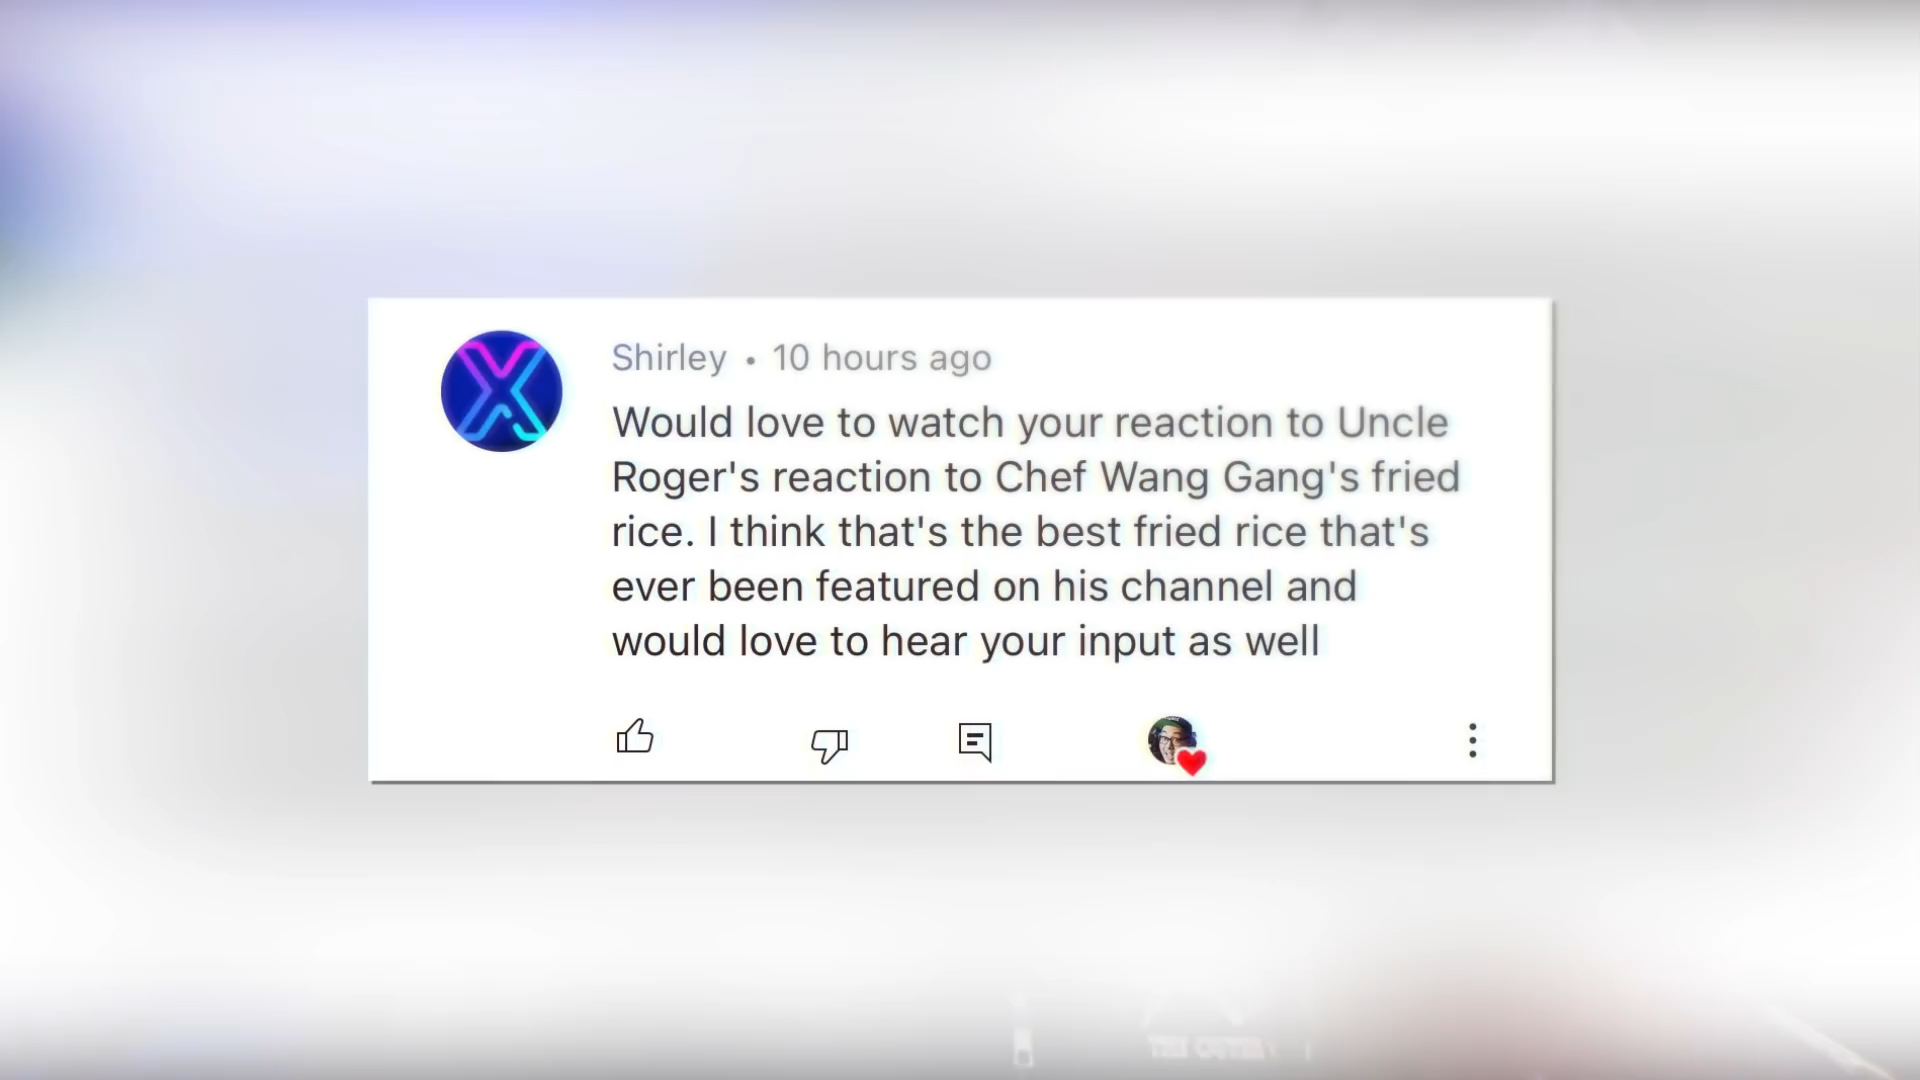 Shirley • 10 hours ago
Would love to watch your reaction to Uncle
Roger's reaction to Chef Wang Gang's fried
rice. I think that's the best fried rice that's
ever been featured on his channel and
would love to hear your input as well